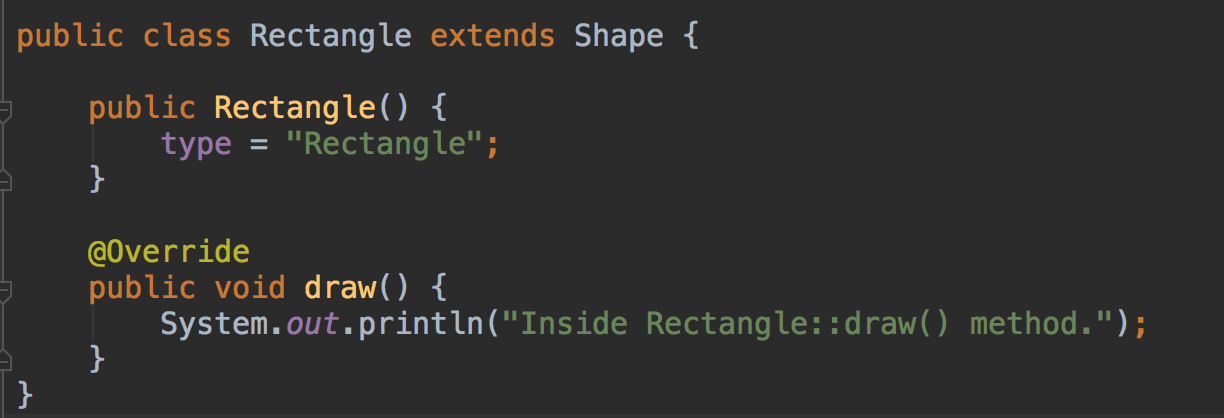 public class Rectangle extends Shape {
    public Rectangle() {
        type = "Rectangle";
    }
    @Override
    public void draw() {
        System.out.println("Inside Rectangle::draw() method.");
    }
}